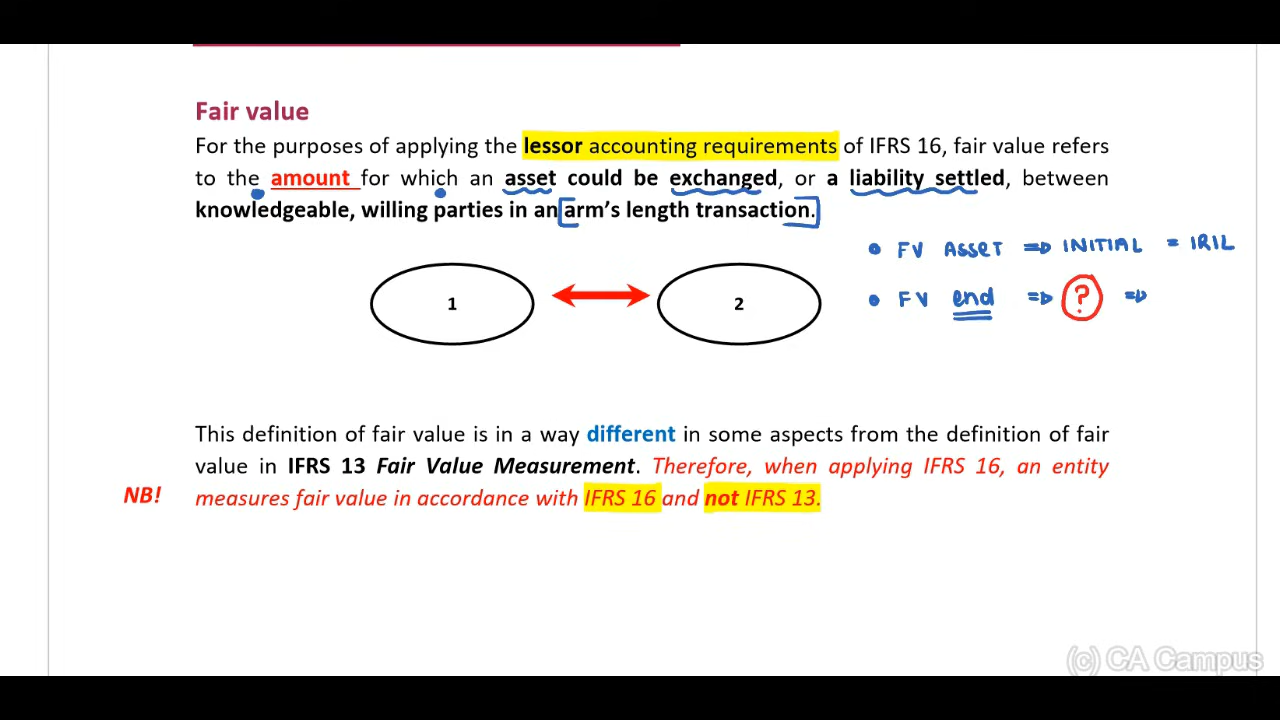 Fair value
For the purposes of applying the lessor accounting requirements of IFRS 16, fair value refers
to the amount for which an asset could be exchanged, or a liability settled, between
knowledgeable, willing parties in an arm's length transaction.
• FV ASSET => INITIAL = IRIL
1 2
• FV end => ? =>
This definition of fair value is in a way different in some aspects from the definition of fair
value in IFRS 13 Fair Value Measurement. Therefore, when applying IFRS 16, an entity
NB! measures fair value in accordance with IFRS 16 and not IFRS 13.
(c) CA Campus